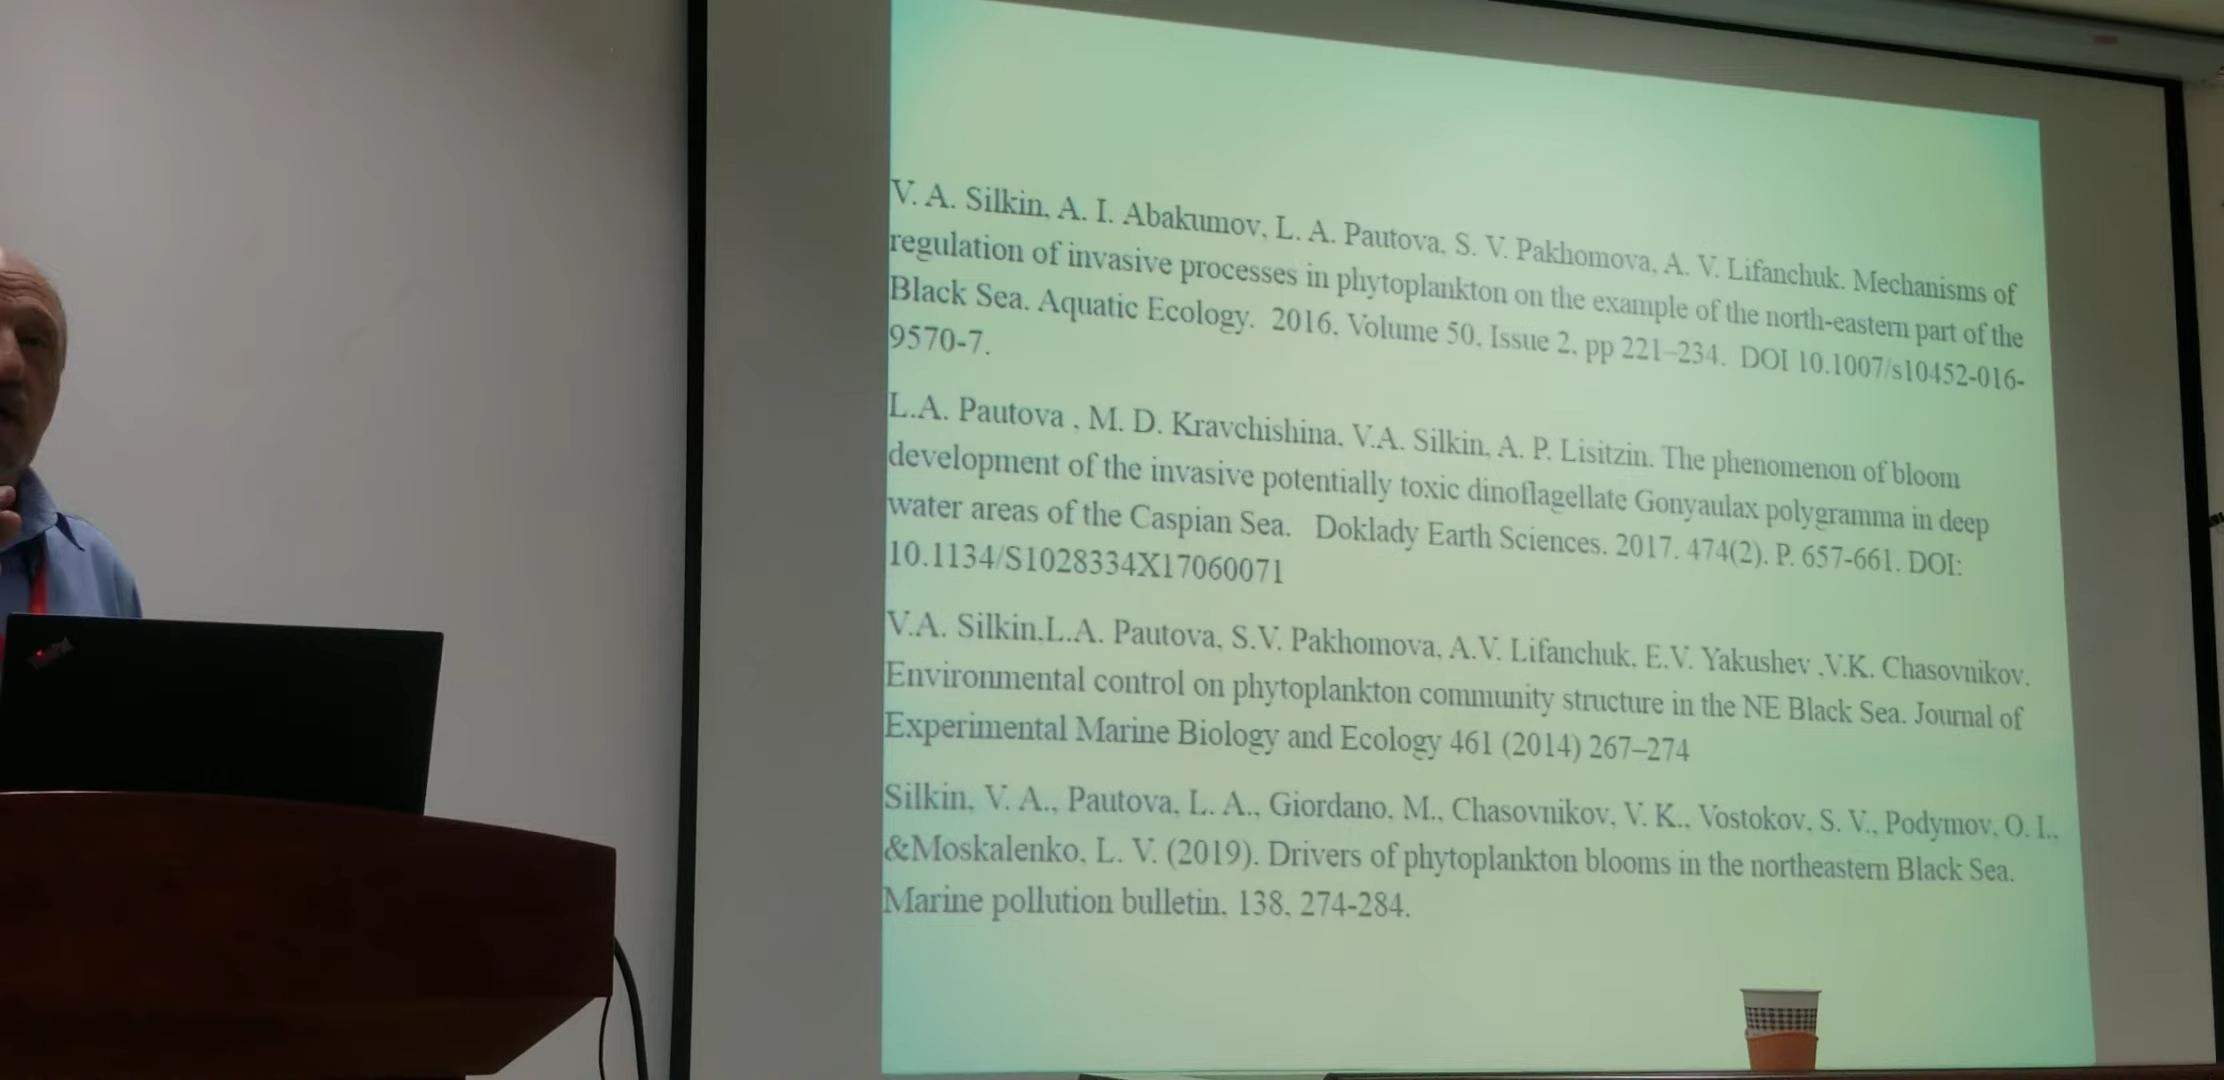 V. A. Silkin, A. I. Abakumov, L. A. Pautova, S. V. Pakhomova, A. V. Lifanchuk. Mechanisms of
regulation of invasive processes in phytoplankton on the example of the north-eastern part of the
Black Sea. Aquatic Ecology. 2016, Volume 50, Issue 2, pp 221–234. DOI 10.1007/s10452-016-
9570-7.
L.A. Pautova , M. D. Kravchishina, V.A. Silkin, A. P. Lisitzin. The phenomenon of bloom
development of the invasive potentially toxic dinoflagellate Gonyaulax polygramma in deep
water areas of the Caspian Sea. Doklady Earth Sciences. 2017. 474(2). P. 657-661. DOI:
10.1134/S1028334X17060071
V.A. Silkin,L.A. Pautova, S.V. Pakhomova, A.V. Lifanchuk, E.V. Yakushev ,V.K. Chasovnikov.
Environmental control on phytoplankton community structure in the NE Black Sea. Journal of
Experimental Marine Biology and Ecology 461 (2014) 267–274
Silkin, V. A., Pautova, L. A., Giordano, M., Chasovnikov, V. K., Vostokov, S. V., Podymov, O. I.,
&Moskalenko, L. V. (2019). Drivers of phytoplankton blooms in the northeastern Black Sea.
Marine pollution bulletin, 138, 274-284.